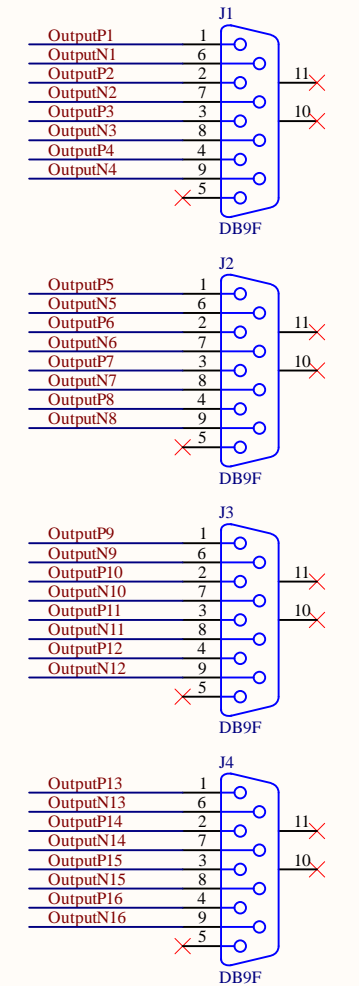 J1
OutputP1 1
OutputN1 6
OutputP2 2 11
OutputN2 7
OutputP3 3 10
OutputN3 8
OutputP4 4
OutputN4 9
5
DB9F
J2
OutputP5 1
OutputN5 6
OutputP6 2 11
OutputN6 7
OutputP7 3 10
OutputN7 8
OutputP8 4
OutputN8 9
5
DB9F
J3
OutputP9 1
OutputN9 6
OutputP10 2 11
OutputN10 7
OutputP11 3 10
OutputN11 8
OutputP12 4
OutputN12 9
5
DB9F
J4
OutputP13 1
OutputN13 6
OutputP14 2 11
OutputN14 7
OutputP15 3 10
OutputN15 8
OutputP16 4
OutputN16 9
5
DB9F